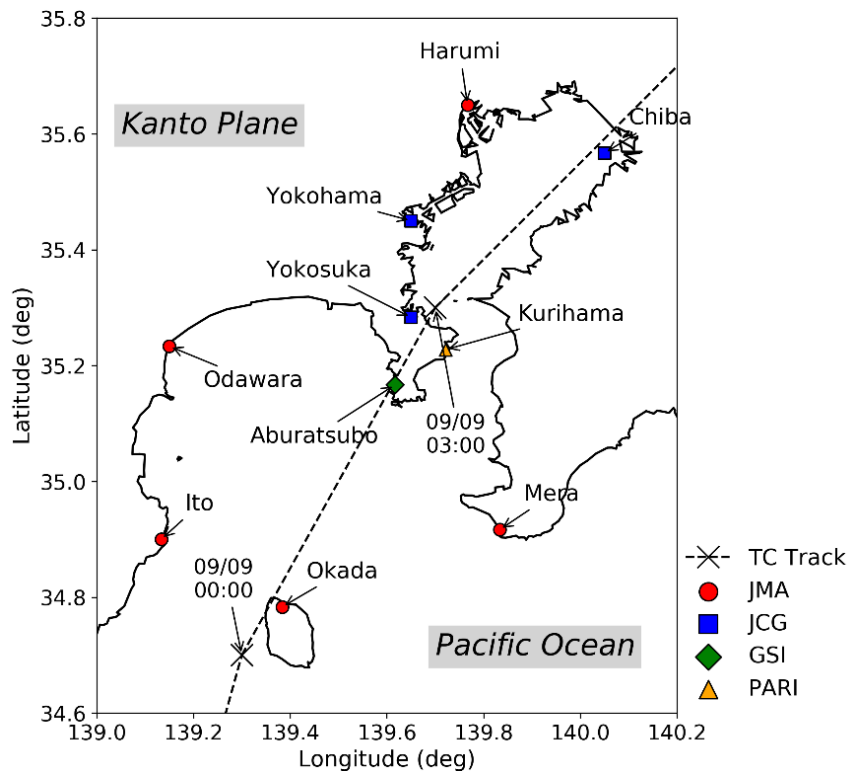 35.8
35.6
35.4
35.2
35.0
34.8
34.6
Latitude (deg)
139.0
139.2
139.4
139.6
139.8
140.0
140.2
Longitude (deg)
Harumi
Kanto Plane
Chiba
Yokohama
Yokosuka
Kurihama
Odawara
Aburatsubo
09/09
03:00
Ito
Mera
09/09
00:00
Okada
Pacific Ocean
TC Track
JMA
JCG
GSI
PARI